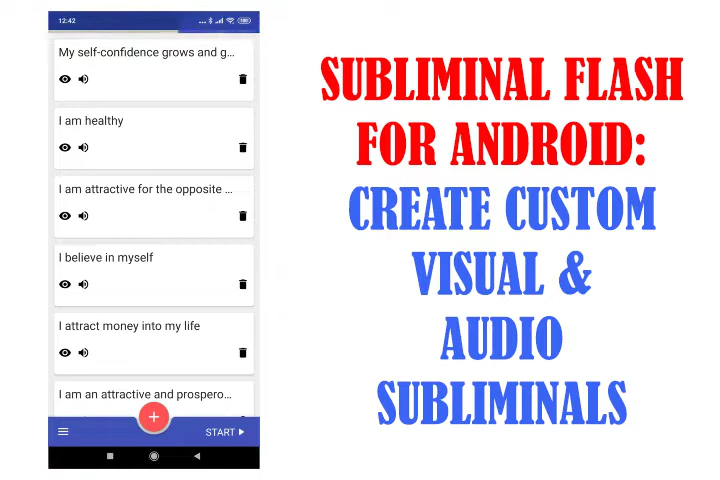 12:42
100
My self-confidence grows and g...
I am healthy
I am attractive for the opposite ...
I believe in myself
I attract money into my life
I am an attractive and prospero...
START
SUBLIMINAL FLASH
FOR ANDROID:
CREATE CUSTOM
VISUAL &
AUDIO
SUBLIMINALS